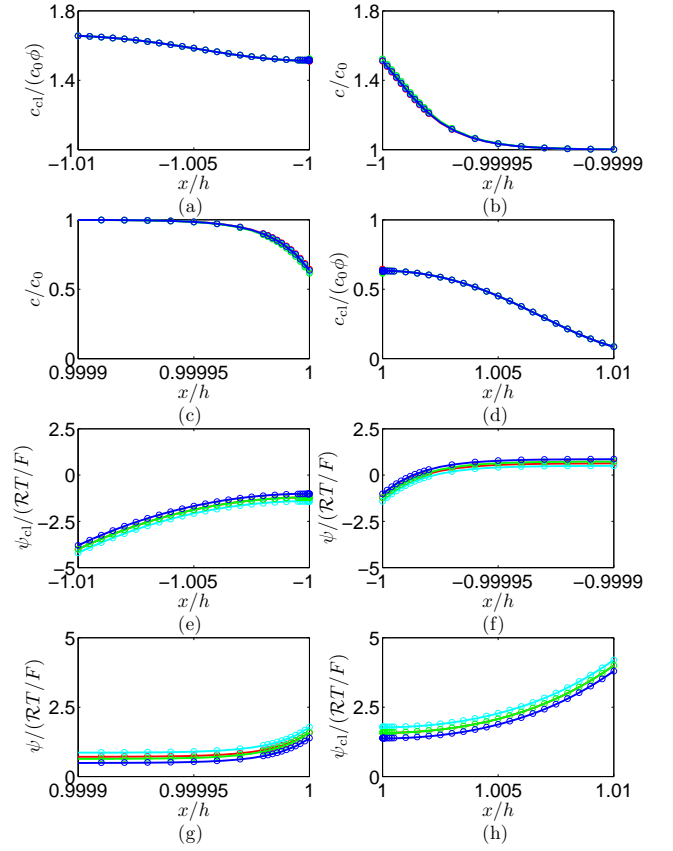 1.8 1.8
c_cl/(c_0ϕ) 1.4 c/c_0 1.4
1 1
−1.01 −1.005 −1 −1 −0.99995 −0.9999
x/h x/h
(a) (b)
1 1
c/c_0 0.5 c_cl/(c_0ϕ) 0.5
0 0
0.9999 0.99995 1 1 1.005 1.01
x/h x/h
(c) (d)
2.5 2.5
0 0
ψ_cl/(ℛT/F) −2.5 ψ/(ℛT/F) −2.5
−5 −5
−1.01 −1.005 −1 −1 −0.99995 −0.9999
x/h x/h
(e) (f)
5 5
ψ/(ℛT/F) 2.5 ψ_cl/(ℛT/F) 2.5
0 0
0.9999 0.99995 1 1 1.005 1.01
x/h x/h
(g) (h)